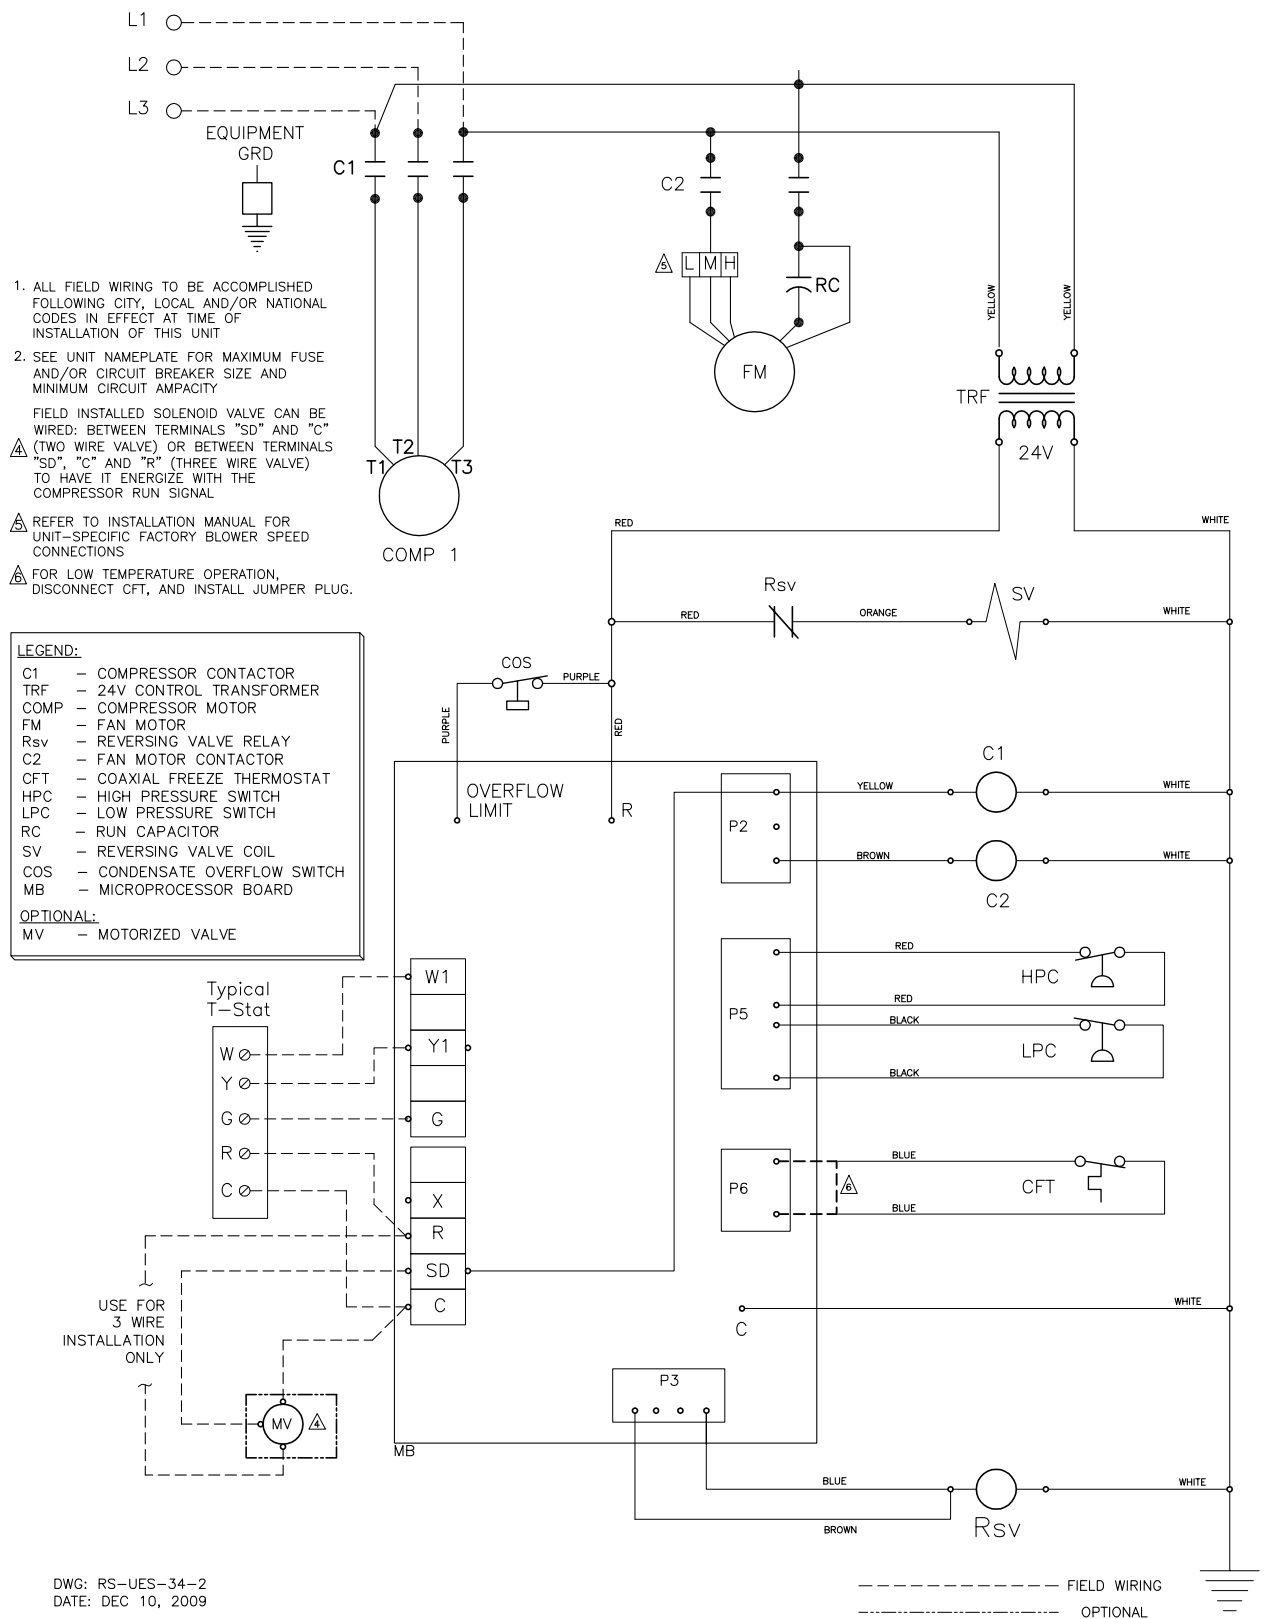 L1
L2
L3
EQUIPMENT
GRD
C1
C2
5
L M H
RC
FM
YELLOW
YELLOW
TRF
24V
1. ALL FIELD WIRING TO BE ACCOMPLISHED
FOLLOWING CITY, LOCAL AND/OR NATIONAL
CODES IN EFFECT AT TIME OF
INSTALLATION OF THIS UNIT
2. SEE UNIT NAMEPLATE FOR MAXIMUM FUSE
AND/OR CIRCUIT BREAKER SIZE AND
MINIMUM CIRCUIT AMPACITY
FIELD INSTALLED SOLENOID VALVE CAN BE
WIRED: BETWEEN TERMINALS "SD" AND "C"
4 (TWO WIRE VALVE) OR BETWEEN TERMINALS
"SD", "C" AND "R" (THREE WIRE VALVE)
TO HAVE IT ENERGIZE WITH THE
COMPRESSOR RUN SIGNAL
5 REFER TO INSTALLATION MANUAL FOR
UNIT-SPECIFIC FACTORY BLOWER SPEED
CONNECTIONS
6 FOR LOW TEMPERATURE OPERATION,
DISCONNECT CFT, AND INSTALL JUMPER PLUG.
T1
T2
T3
COMP 1
RED
WHITE
Rsv
SV
RED
ORANGE
WHITE
COS
PURPLE
PURPLE
RED
LEGEND:
C1 - COMPRESSOR CONTACTOR
TRF - 24V CONTROL TRANSFORMER
COMP - COMPRESSOR MOTOR
FM - FAN MOTOR
Rsv - REVERSING VALVE RELAY
C2 - FAN MOTOR CONTACTOR
CFT - COAXIAL FREEZE THERMOSTAT
HPC - HIGH PRESSURE SWITCH
LPC - LOW PRESSURE SWITCH
RC - RUN CAPACITOR
SV - REVERSING VALVE COIL
COS - CONDENSATE OVERFLOW SWITCH
MB - MICROPROCESSOR BOARD
OPTIONAL:
MV - MOTORIZED VALVE
OVERFLOW
LIMIT
R
P2
YELLOW
C1
WHITE
BROWN
C2
WHITE
P5
RED
HPC
RED
BLACK
LPC
BLACK
P6
6
BLUE
CFT
BLUE
Typical
T-Stat
W
Y
G
R
C
W1
Y1
G
X
R
SD
C
USE FOR
3 WIRE
INSTALLATION
ONLY
MV
4
C
WHITE
P3
MB
BLUE
BROWN
Rsv
WHITE
DWG: RS-UES-34-2
DATE: DEC 10, 2009
FIELD WIRING
OPTIONAL